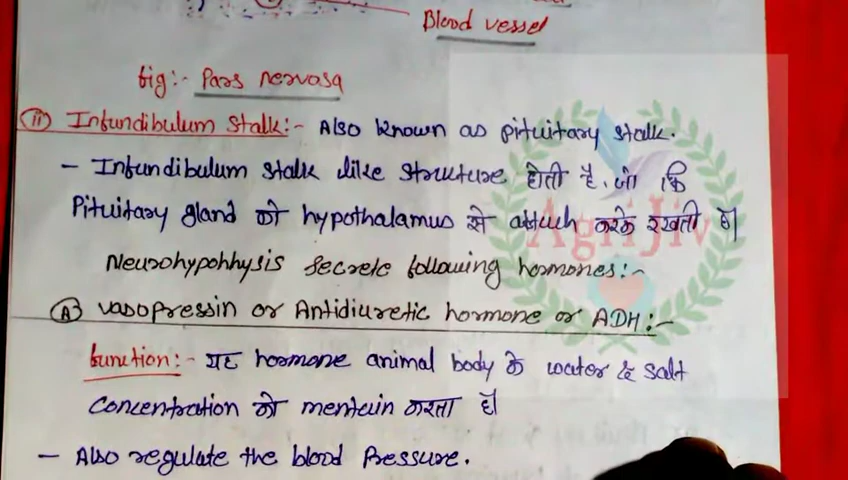 Blood vessel
fig:- Pars nervosa
(ii) Infundibulum stalk:- Also known as pituitary stalk.
- Infundibulum stalk like structure होती है, जो कि
Pituitary gland को hypothalamus से attach करके रखती है।
Neurohypohhysis secrete following hormones:-
(A) vasopressin or Antidiuretic hormone or ADH:-
function:- यह hormone animal body के water & salt
Concentration को mentain करता है।
- Also regulate the blood Pressure.
AgriJiv